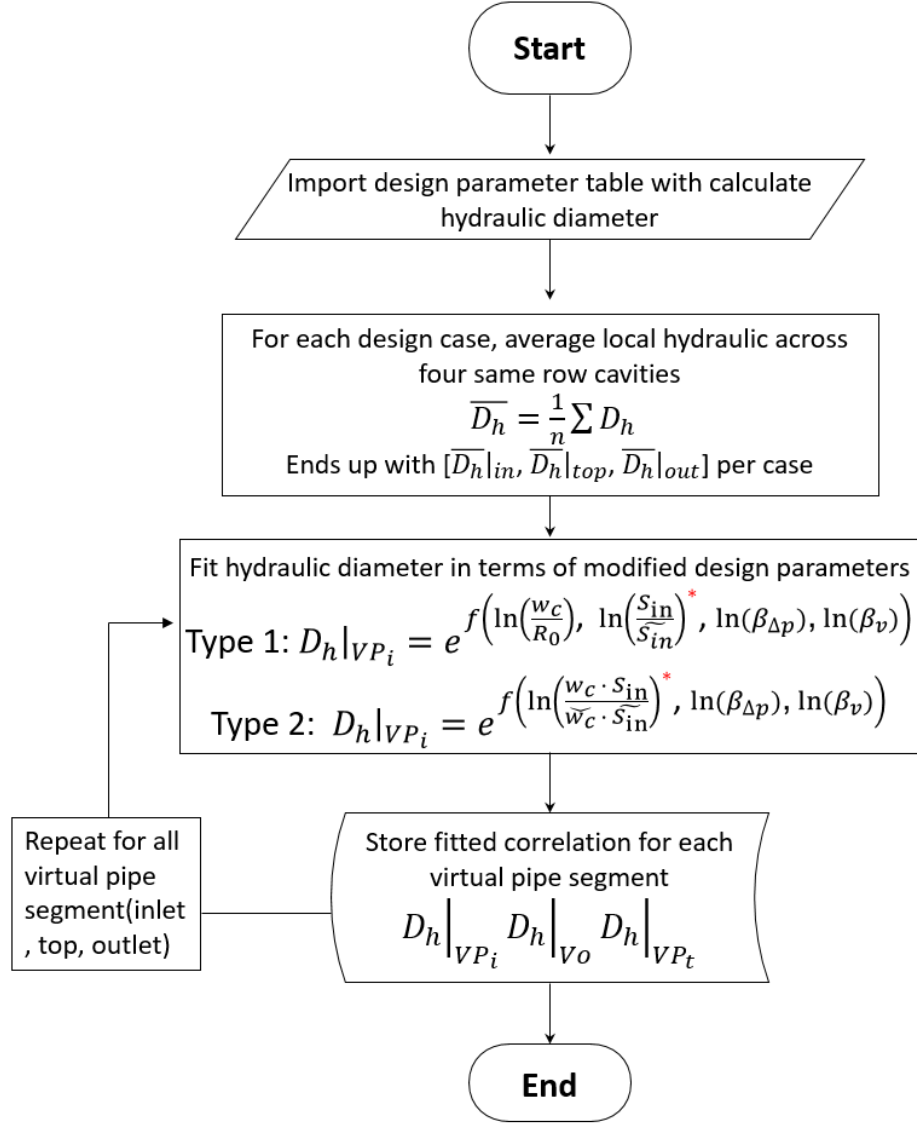 Start
Import design parameter table with calculate
hydraulic diameter
For each design case, average local hydraulic across
four same row cavities
$\overline{D_h} = \frac{1}{n} \sum D_h$
Ends up with $[\overline{D_h}|_{in}, \overline{D_h}|_{top}, \overline{D_h}|_{out}]$ per case
Fit hydraulic diameter in terms of modified design parameters
Type 1: $D_h|_{VP_i} = e^{f\left(\ln\left(\frac{w_c}{R_0}\right), \ln\left(\frac{S_{in}}{\widetilde{S_{in}}}\right)^*, \ln(\beta_{\Delta p}), \ln(\beta_v)\right)}$
Type 2: $D_h|_{VP_i} = e^{f\left(\ln\left(\frac{w_c \cdot S_{in}}{\widetilde{w_c} \cdot \widetilde{S_{in}}}\right)^*, \ln(\beta_{\Delta p}), \ln(\beta_v)\right)}$
Store fitted correlation for each
virtual pipe segment
$D_h|_{VP_i} D_h|_{Vo} D_h|_{VP_t}$
Repeat for all
virtual pipe
segment(inlet
, top, outlet)
End